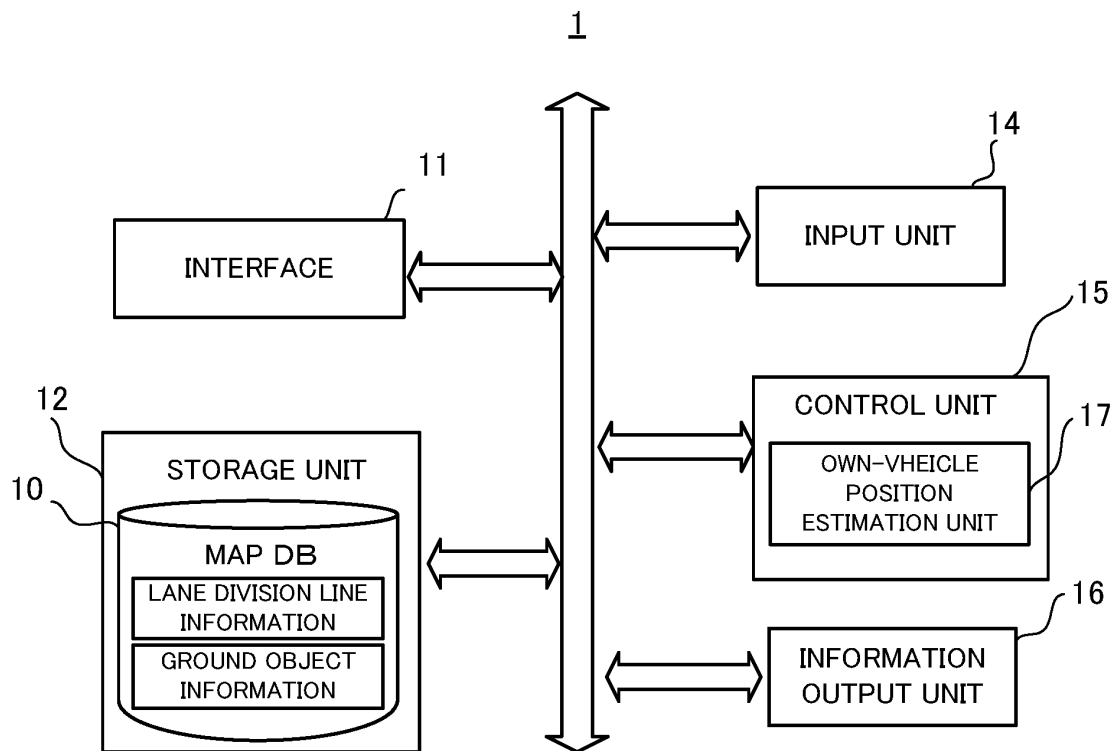 1
11
INTERFACE
14
INPUT UNIT
12
STORAGE UNIT
10
MAP DB
LANE DIVISION LINE
INFORMATION
GROUND OBJECT
INFORMATION
15
CONTROL UNIT
17
OWN-VHEICLE
POSITION
ESTIMATION UNIT
16
INFORMATION
OUTPUT UNIT